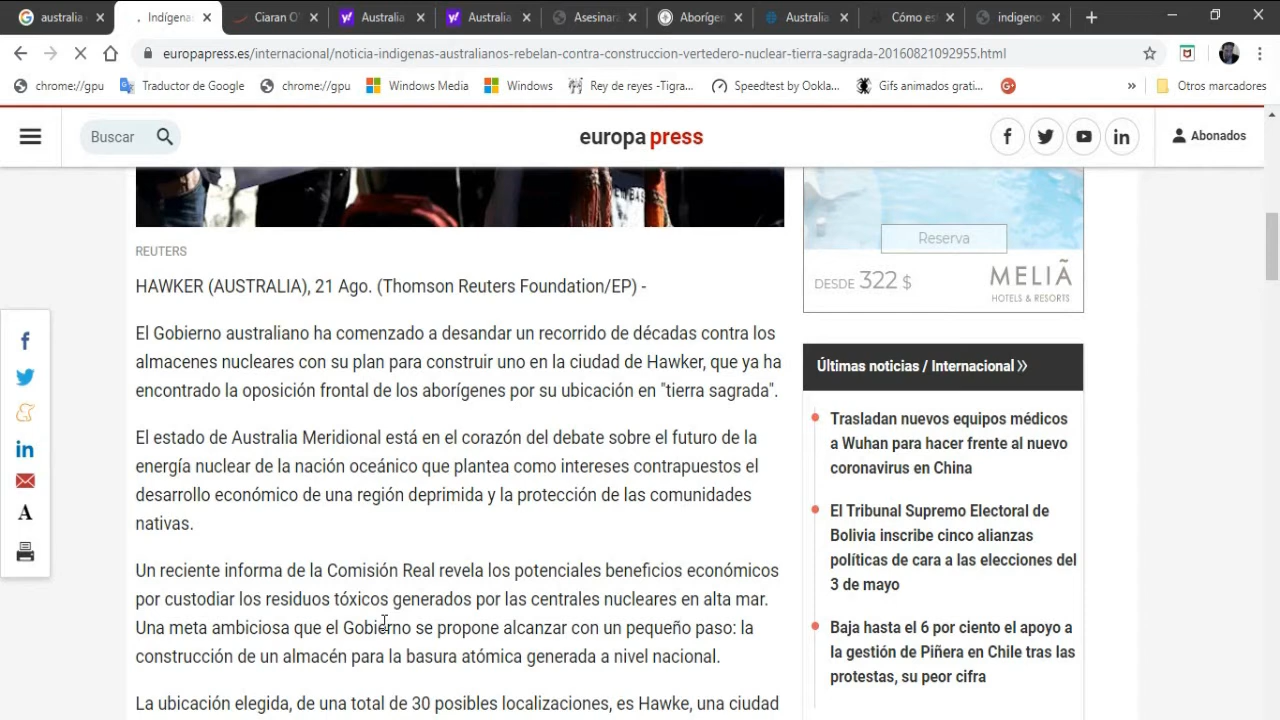 australia
Indígenas
Ciaran O'
Australia
Australia
Asesinara
Aborígen
Australia
Cómo es
indigenos
europapress.es/internacional/noticia-indigenas-australianos-rebelan-contra-construccion-vertedero-nuclear-tierra-sagrada-20160821092955.html
chrome://gpu Traductor de Google chrome://gpu Windows Media Windows Rey de reyes -Tigra... Speedtest by Ookla... Gifs animados grati... » Otros marcadores
Buscar
europa press
Abonados
REUTERS
HAWKER (AUSTRALIA), 21 Ago. (Thomson Reuters Foundation/EP) -
El Gobierno australiano ha comenzado a desandar un recorrido de décadas contra los
almacenes nucleares con su plan para construir uno en la ciudad de Hawker, que ya ha
encontrado la oposición frontal de los aborígenes por su ubicación en "tierra sagrada".
El estado de Australia Meridional está en el corazón del debate sobre el futuro de la
energía nuclear de la nación oceánico que plantea como intereses contrapuestos el
desarrollo económico de una región deprimida y la protección de las comunidades
nativas.
Un reciente informa de la Comisión Real revela los potenciales beneficios económicos
por custodiar los residuos tóxicos generados por las centrales nucleares en alta mar.
Una meta ambiciosa que el Gobierno se propone alcanzar con un pequeño paso: la
construcción de un almacén para la basura atómica generada a nivel nacional.
La ubicación elegida, de una total de 30 posibles localizaciones, es Hawke, una ciudad
Reserva
DESDE 322 $
MELIÃ
HOTELS & RESORTS
Últimas noticias / Internacional »
Trasladan nuevos equipos médicos
a Wuhan para hacer frente al nuevo
coronavirus en China
El Tribunal Supremo Electoral de
Bolivia inscribe cinco alianzas
políticas de cara a las elecciones del
3 de mayo
Baja hasta el 6 por ciento el apoyo a
la gestión de Piñera en Chile tras las
protestas, su peor cifra